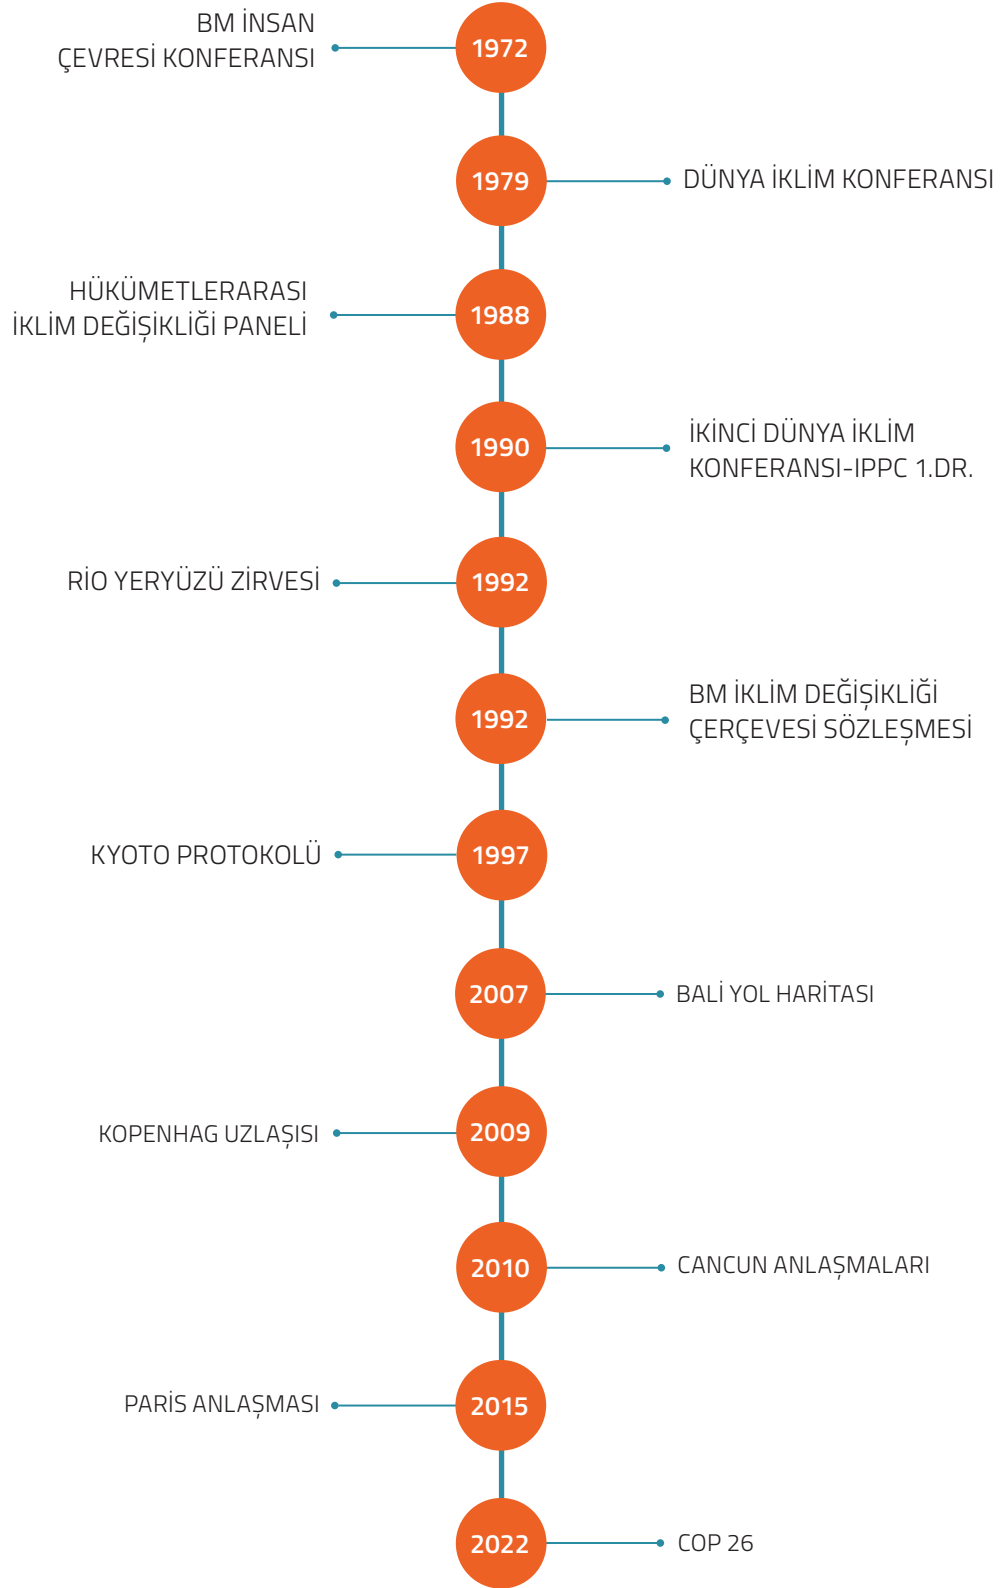 BM İNSAN
ÇEVRESİ KONFERANSI
1972
1979
DÜNYA İKLİM KONFERANSI
HÜKÜMETLERARASI
İKLİM DEĞİŞİKLİĞİ PANELİ
1988
1990
İKİNCİ DÜNYA İKLİM
KONFERANSI-IPPC 1.DR.
RİO YERYÜZÜ ZİRVESİ
1992
1992
BM İKLİM DEĞİŞİKLİĞİ
ÇERÇEVESİ SÖZLEŞMESİ
KYOTO PROTOKOLÜ
1997
2007
BALİ YOL HARİTASI
KOPENHAG UZLAŞISI
2009
2010
CANCUN ANLAŞMALARI
PARİS ANLAŞMASI
2015
2022
COP 26